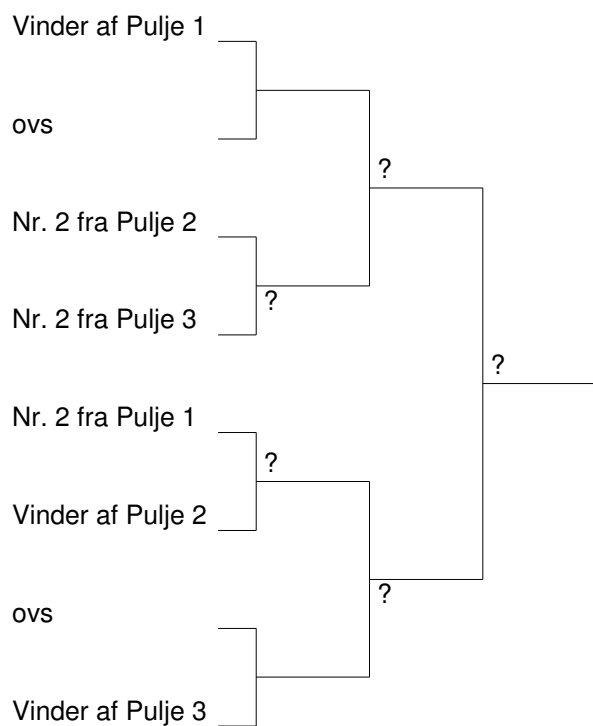 Vinder af Pulje 1
ovs
?
Nr. 2 fra Pulje 2
?
Nr. 2 fra Pulje 3
?
Nr. 2 fra Pulje 1
?
Vinder af Pulje 2
?
ovs
Vinder af Pulje 3